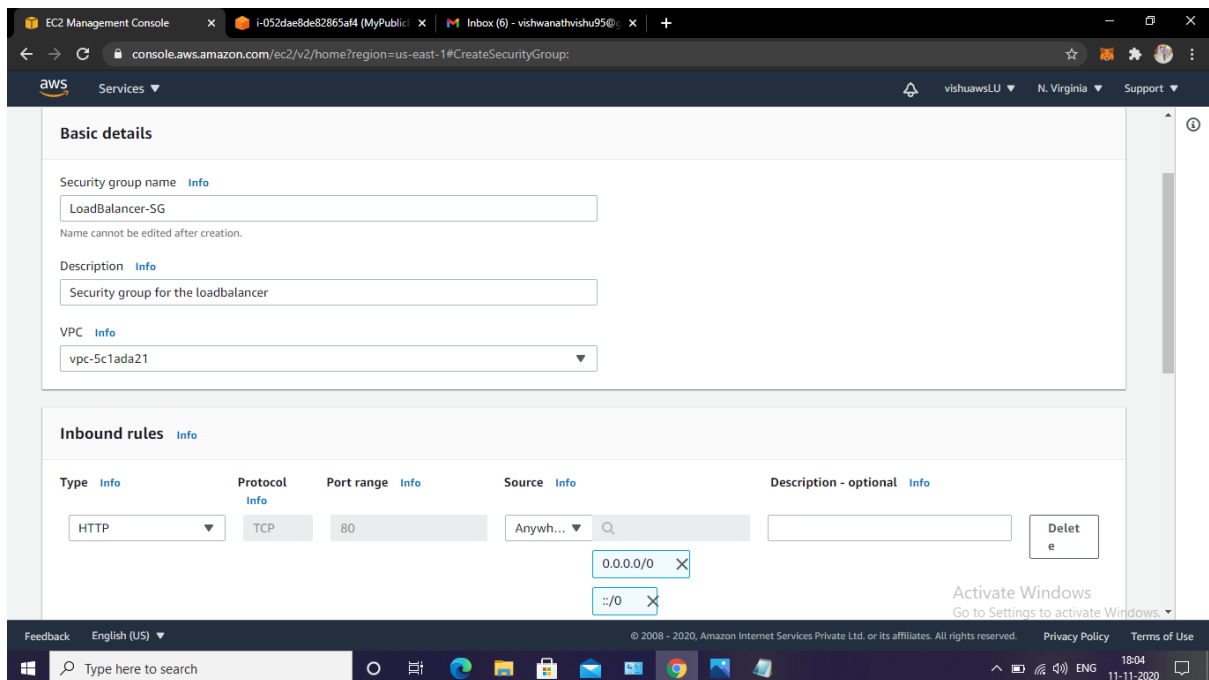 EC2 Management Console
i-052dae8de82865af4 (MyPublicI
Inbox (6) - vishwanathvishu95@g
console.aws.amazon.com/ec2/v2/home?region=us-east-1#CreateSecurityGroup:
aws Services ▼ vishuawsLU ▼ N. Virginia ▼ Support ▼
Basic details
Security group name Info
LoadBalancer-SG
Name cannot be edited after creation.
Description Info
Security group for the loadbalancer
VPC Info
vpc-5c1ada21
Inbound rules Info
Type Info Protocol Info Port range Info Source Info Description - optional Info
HTTP TCP 80 Anywh... Delet
e
0.0.0.0/0
::/0
Activate Windows
Go to Settings to activate Windows.
Feedback English (US) ▼ © 2008 - 2020, Amazon Internet Services Private Ltd. or its affiliates. All rights reserved. Privacy Policy Terms of Use
Type here to search ENG 18:04
11-11-2020